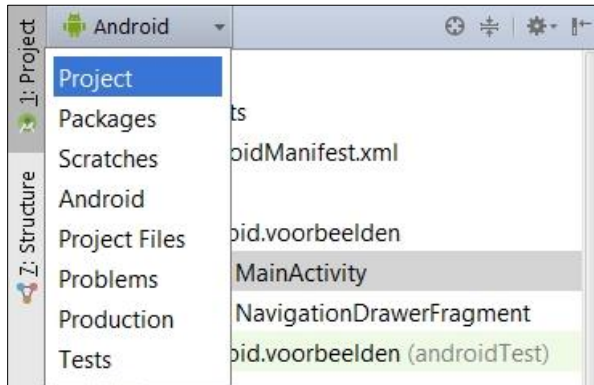 1: Project
7: Structure
Android
Project
Packages
ts
Scratches
oidManifest.xml
Android
Project Files
oid.voorbeelden
Problems
MainActivity
Production
NavigationDrawerFragment
Tests
oid.voorbeelden (androidTest)